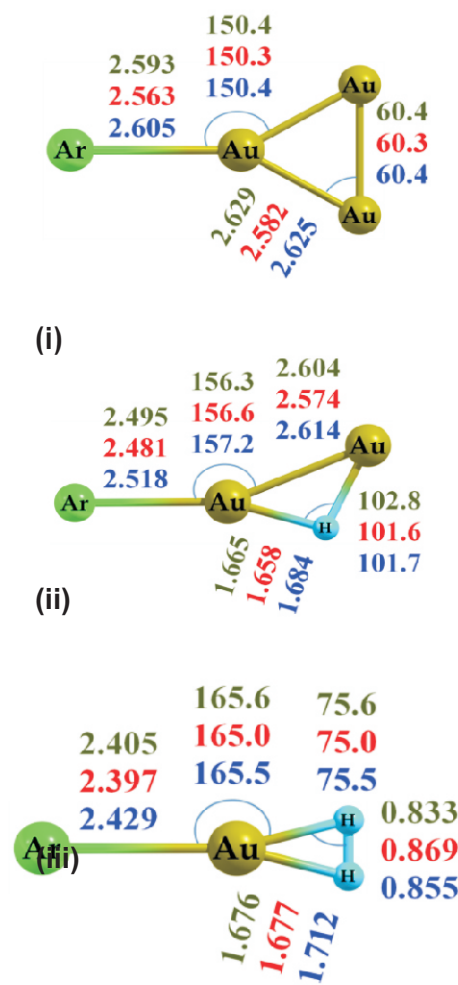 150.4
2.593 150.3
2.563 150.4 Au 60.4
2.605 60.3
Ar Au 60.4
2.629 2.582 2.625 Au
(i)
156.3 2.604
2.495 156.6 2.574
2.481 157.2 2.614
2.518 Au
Ar Au 102.8
H 101.6
1.665 1.658 1.684 101.7
(ii)
165.6 75.6
2.405 165.0 75.0
2.397 165.5 75.5
2.429 H 0.833
Ar Au 0.869
(iii) H 0.855
1.676 1.677 1.712